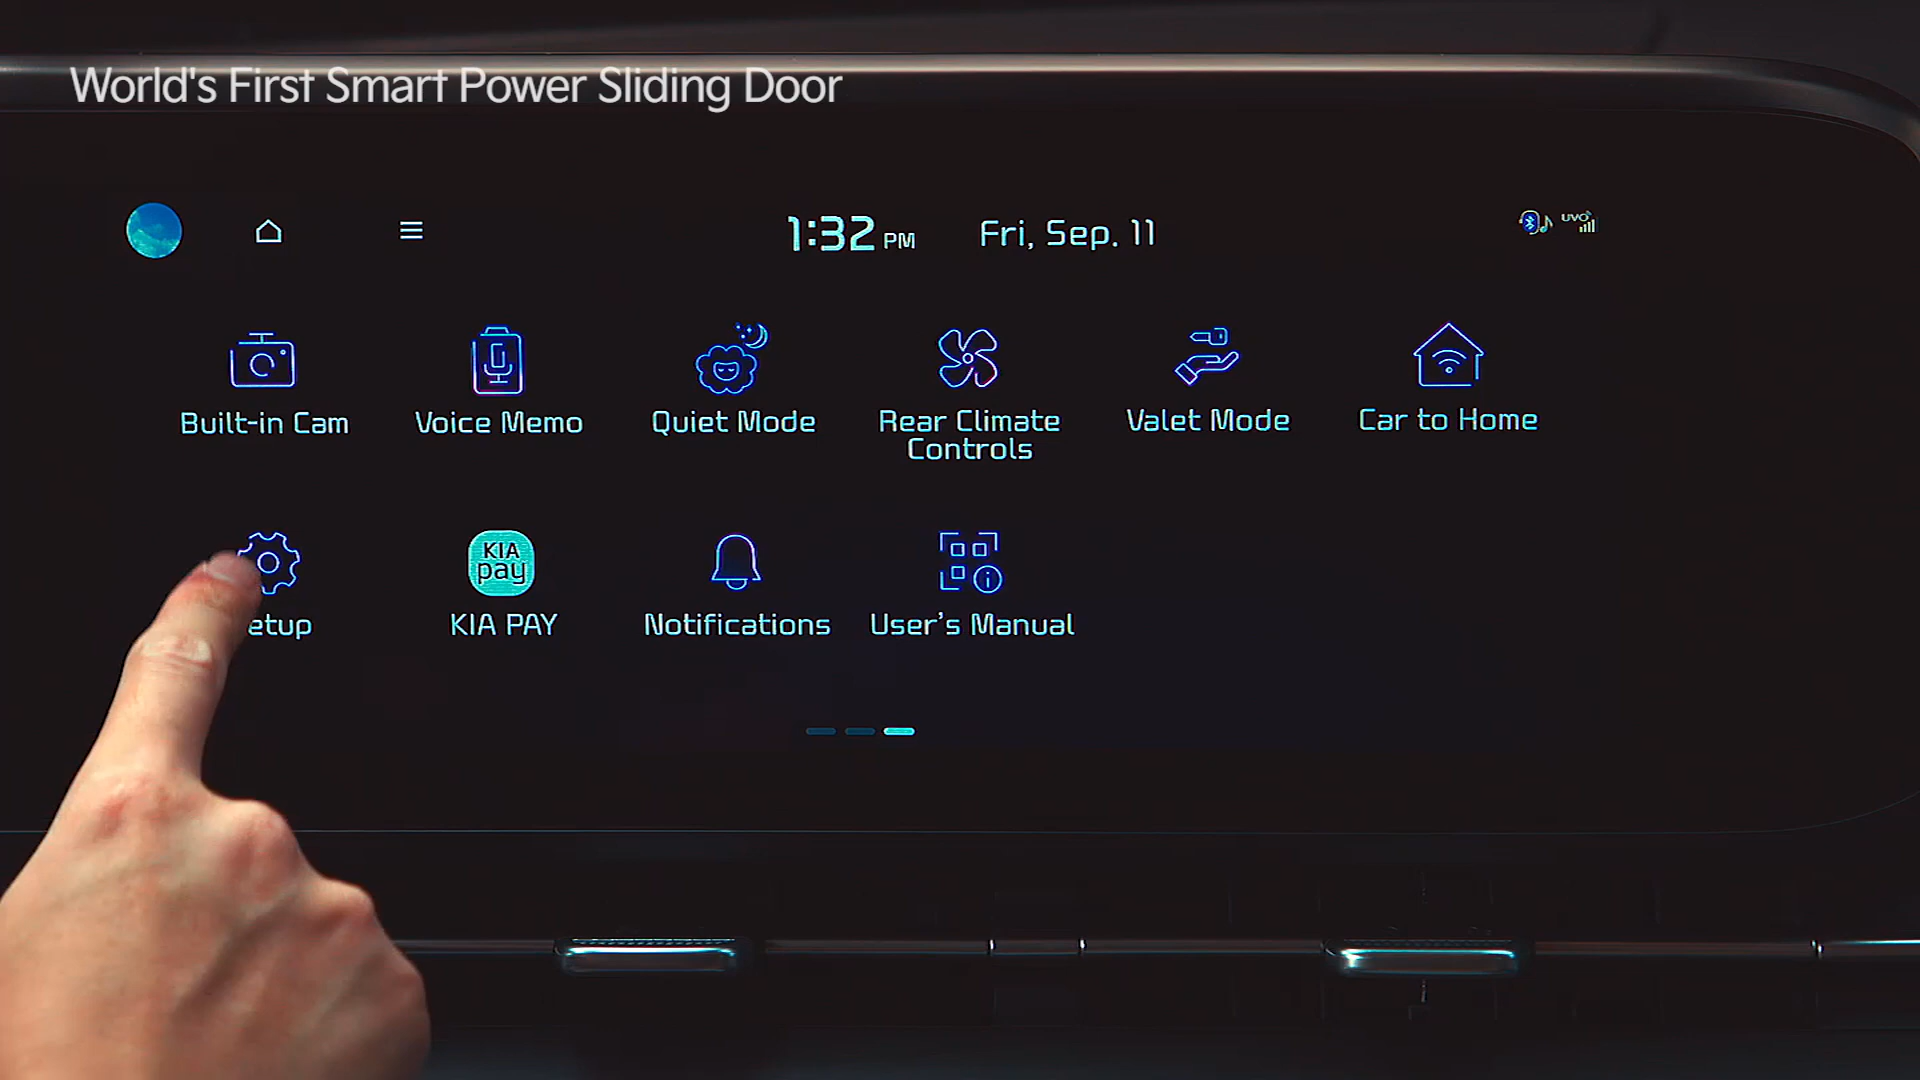 World's First Smart Power Sliding Door
1:32 PM Fri, Sep. 11
UVO
Built-in Cam Voice Memo Quiet Mode Rear Climate Controls Valet Mode Car to Home
KIA pay
etup KIA PAY Notifications User's Manual